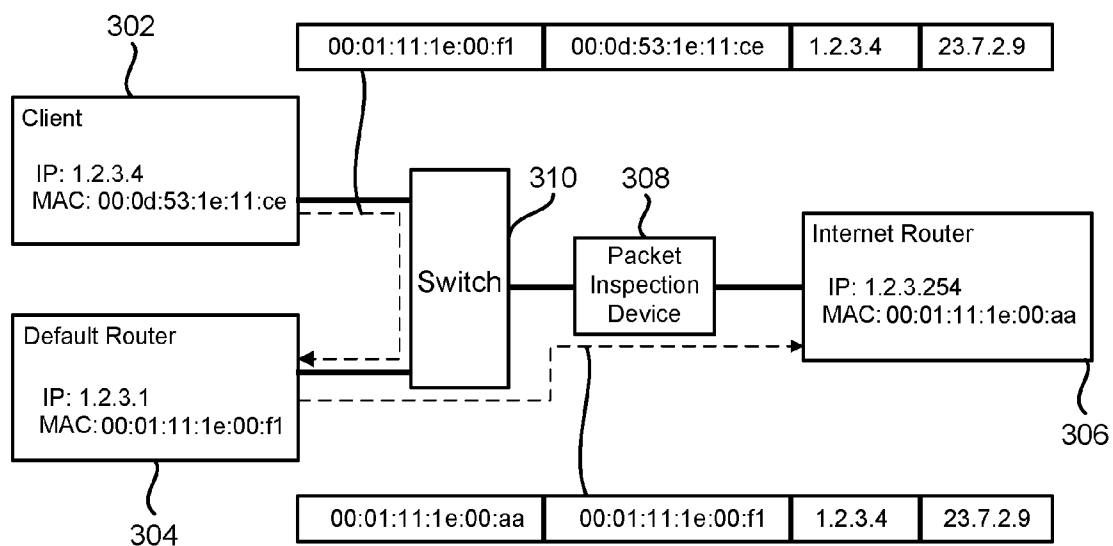 302
00:01:11:1e:00:f1 00:0d:53:1e:11:ce 1.2.3.4 23.7.2.9
Client
IP: 1.2.3.4
MAC: 00:0d:53:1e:11:ce
310
308
Switch
Packet
Inspection
Device
Internet Router
IP: 1.2.3.254
MAC: 00:01:11:1e:00:aa
Default Router
IP: 1.2.3.1
MAC: 00:01:11:1e:00:f1
306
304
00:01:11:1e:00:aa 00:01:11:1e:00:f1 1.2.3.4 23.7.2.9